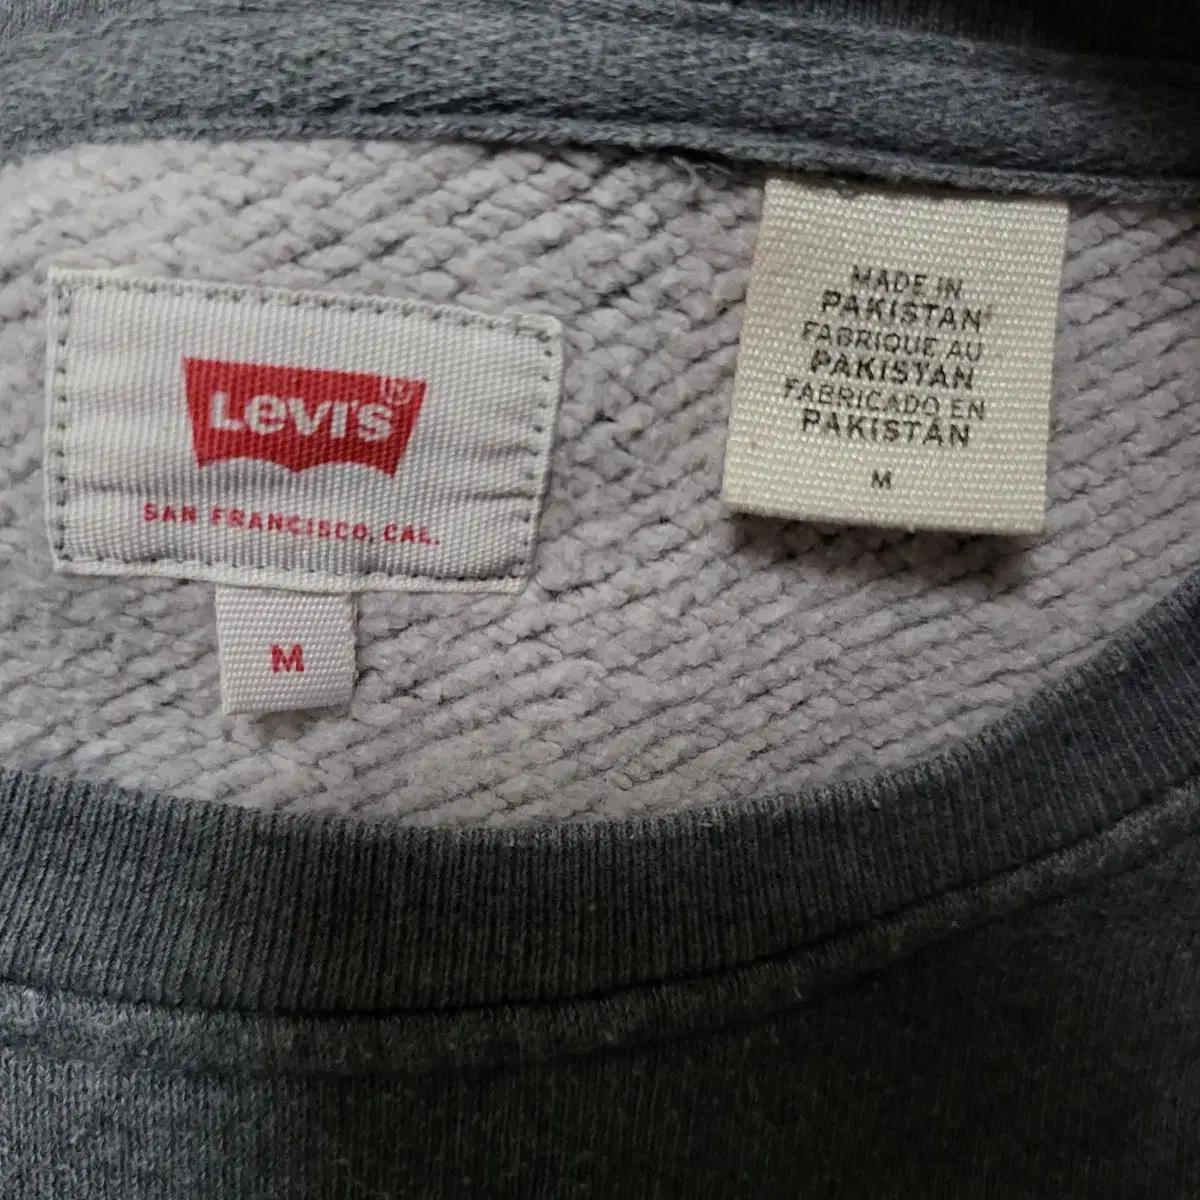 LEVI'S®
SAN FRANCISCO, CAL.
M
MADE IN
PAKISTAN
FABRIQUE AU
PAKISTAN
FABRICADO EN
PAKISTAN
M